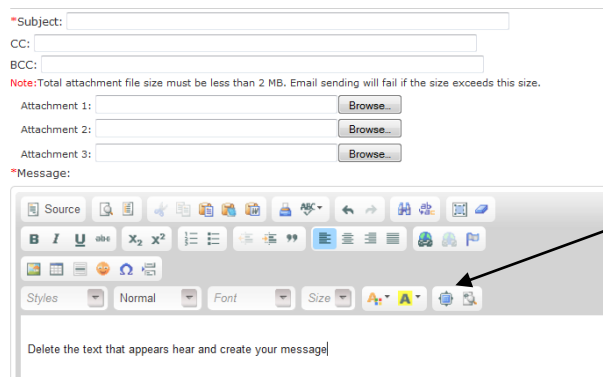 *Subject:
CC:
BCC:
Note:Total attachment file size must be less than 2 MB. Email sending will fail if the size exceeds this size.
Attachment 1: Browse...
Attachment 2: Browse...
Attachment 3: Browse...
*Message:
Source ABC
B I U abc X₂ X²
Styles Normal Font Size A A
Delete the text that appears hear and create your message